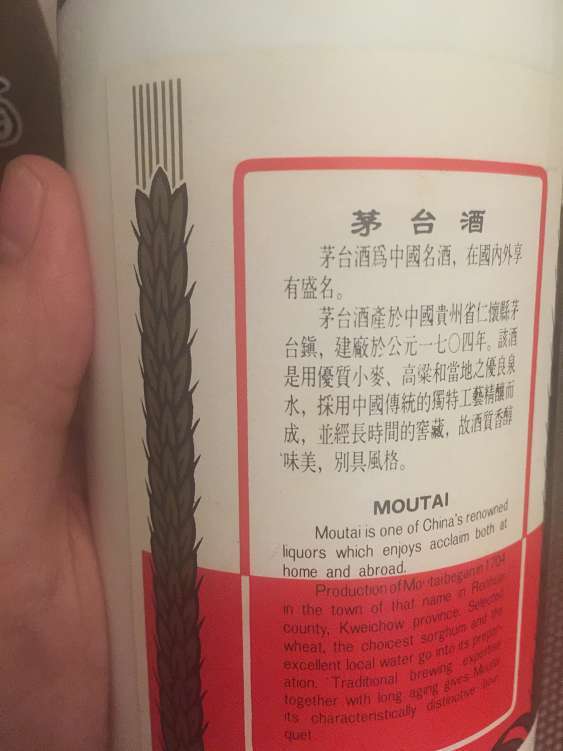 茅台酒
茅台酒爲中國名酒，在國內外享
有盛名。
茅台酒產於中國貴州省仁懷縣茅
台鎭，建廠於公元一七〇四年。該酒
是用優質小麥、高粱和當地之優良泉
水，採用中國傳統的獨特工藝精釀而
成，並經長時間的窖藏，故酒質香醇
味美，別具風格。
MOUTAI
Moutai is one of China's renowned
liquors which enjoys acclaim both at
home and abroad.
Production of Moutai began in 1704
in the town of that name in
county, Kweichow province. Selected
wheat, the choicest sorghum and the
excellent local water go into its prepar-
ation. Traditional brewing expertise
together with long aging gives Moutai
its characteristically distinctive
quet